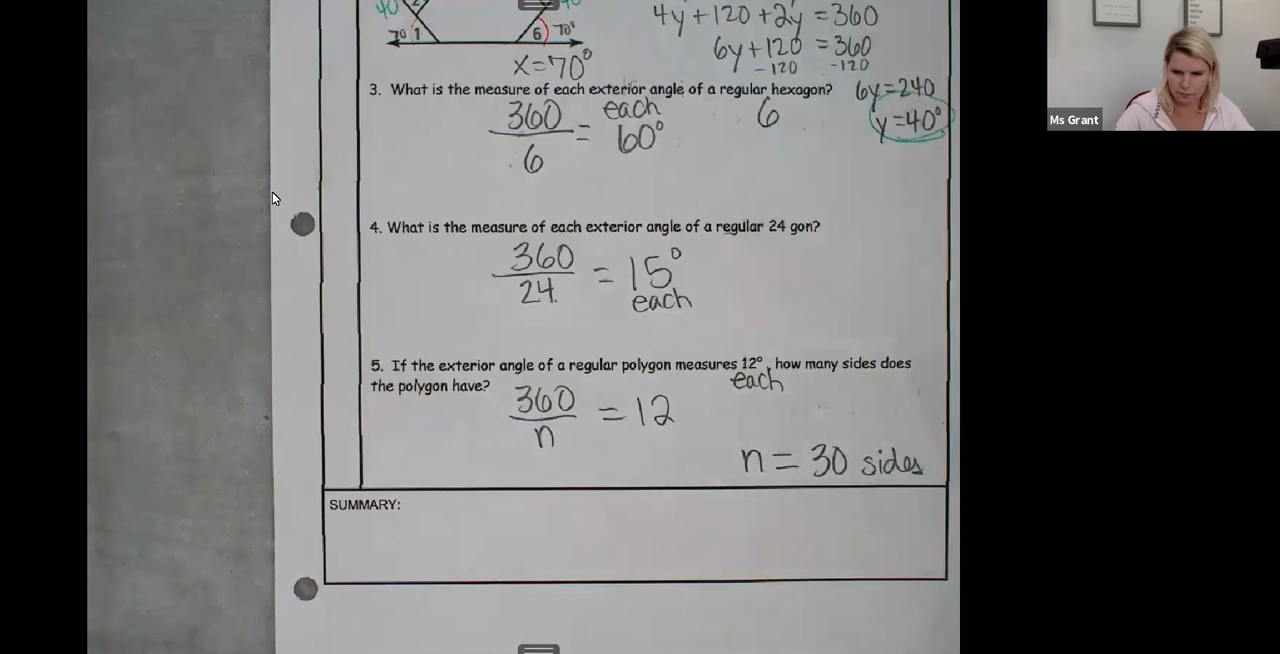 40
2
40
4y + 120 + 2y = 360
70 1
6 70°
6y + 120 = 360
-120 -120
x = 70°
3. What is the measure of each exterior angle of a regular hexagon?
6y = 240
360
6
= each
60°
6
y = 40°
Ms Grant
4. What is the measure of each exterior angle of a regular 24 gon?
360
24
= 15°
each
5. If the exterior angle of a regular polygon measures 12°, how many sides does
each
the polygon have?
360
n
= 12
n = 30 sides
SUMMARY: